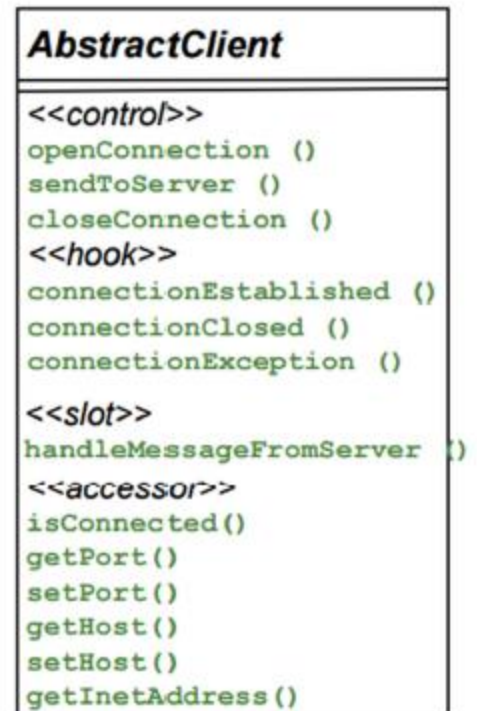 AbstractClient
<<control>>
openConnection ()
sendToServer ()
closeConnection ()
<<hook>>
connectionEstablished ()
connectionClosed ()
connectionException ()
<<slot>>
handleMessageFromServer ()
<<accessor>>
isConnected()
getPort()
setPort()
getHost()
setHost()
getInetAddress()